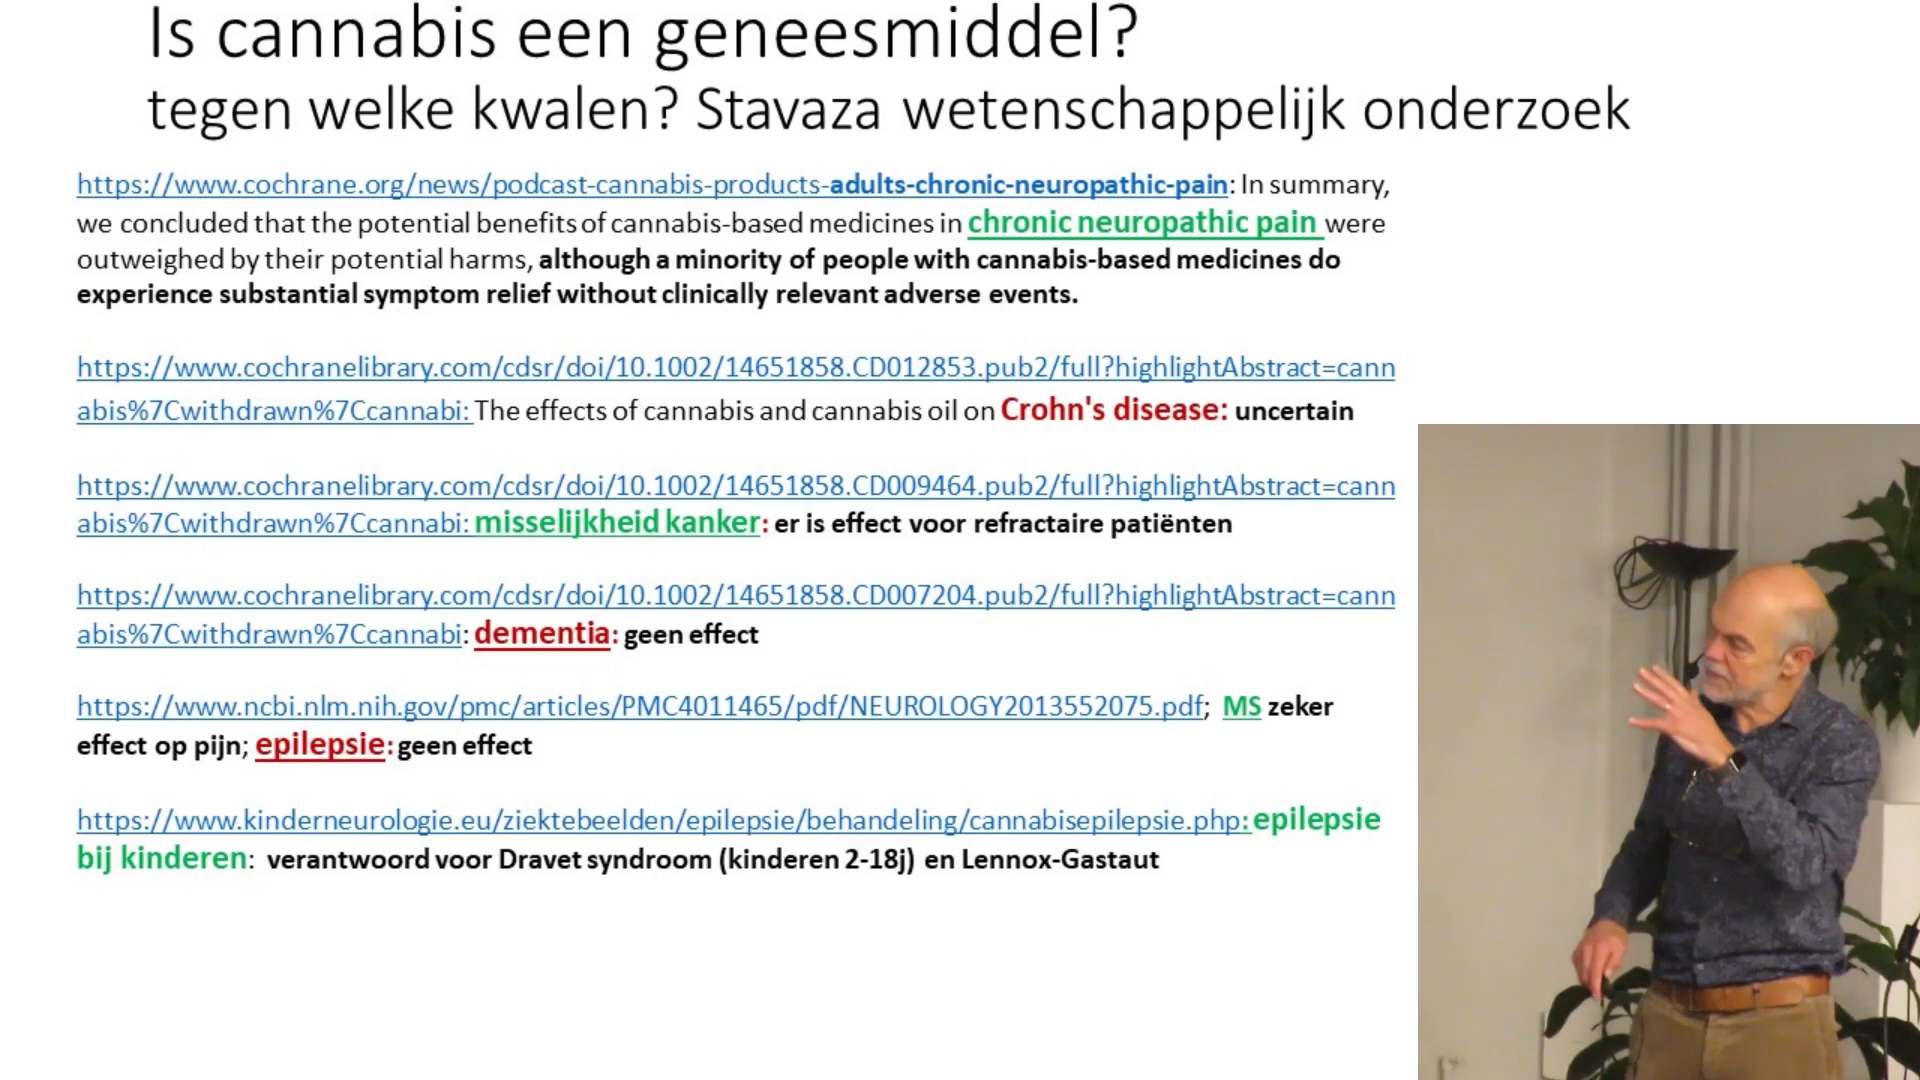 Is cannabis een geneesmiddel?
tegen welke kwalen? Stavaza wetenschappelijk onderzoek
https://www.cochrane.org/news/podcast-cannabis-products-adults-chronic-neuropathic-pain: In summary,
we concluded that the potential benefits of cannabis-based medicines in chronic neuropathic pain were
outweighed by their potential harms, although a minority of people with cannabis-based medicines do
experience substantial symptom relief without clinically relevant adverse events.
https://www.cochranelibrary.com/cdsr/doi/10.1002/14651858.CD012853.pub2/full?highlightAbstract=cann
abis%7Cwithdrawn%7Ccannabi: The effects of cannabis and cannabis oil on Crohn's disease: uncertain
https://www.cochranelibrary.com/cdsr/doi/10.1002/14651858.CD009464.pub2/full?highlightAbstract=cann
abis%7Cwithdrawn%7Ccannabi: misselijkheid kanker: er is effect voor refractaire patiënten
https://www.cochranelibrary.com/cdsr/doi/10.1002/14651858.CD007204.pub2/full?highlightAbstract=cann
abis%7Cwithdrawn%7Ccannabi: dementia: geen effect
https://www.ncbi.nlm.nih.gov/pmc/articles/PMC4011465/pdf/NEUROLOGY2013552075.pdf; MS zeker
effect op pijn; epilepsie: geen effect
https://www.kinderneurologie.eu/ziektebeelden/epilepsie/behandeling/cannabisepilepsie.php: epilepsie
bij kinderen: verantwoord voor Dravet syndroom (kinderen 2-18j) en Lennox-Gastaut